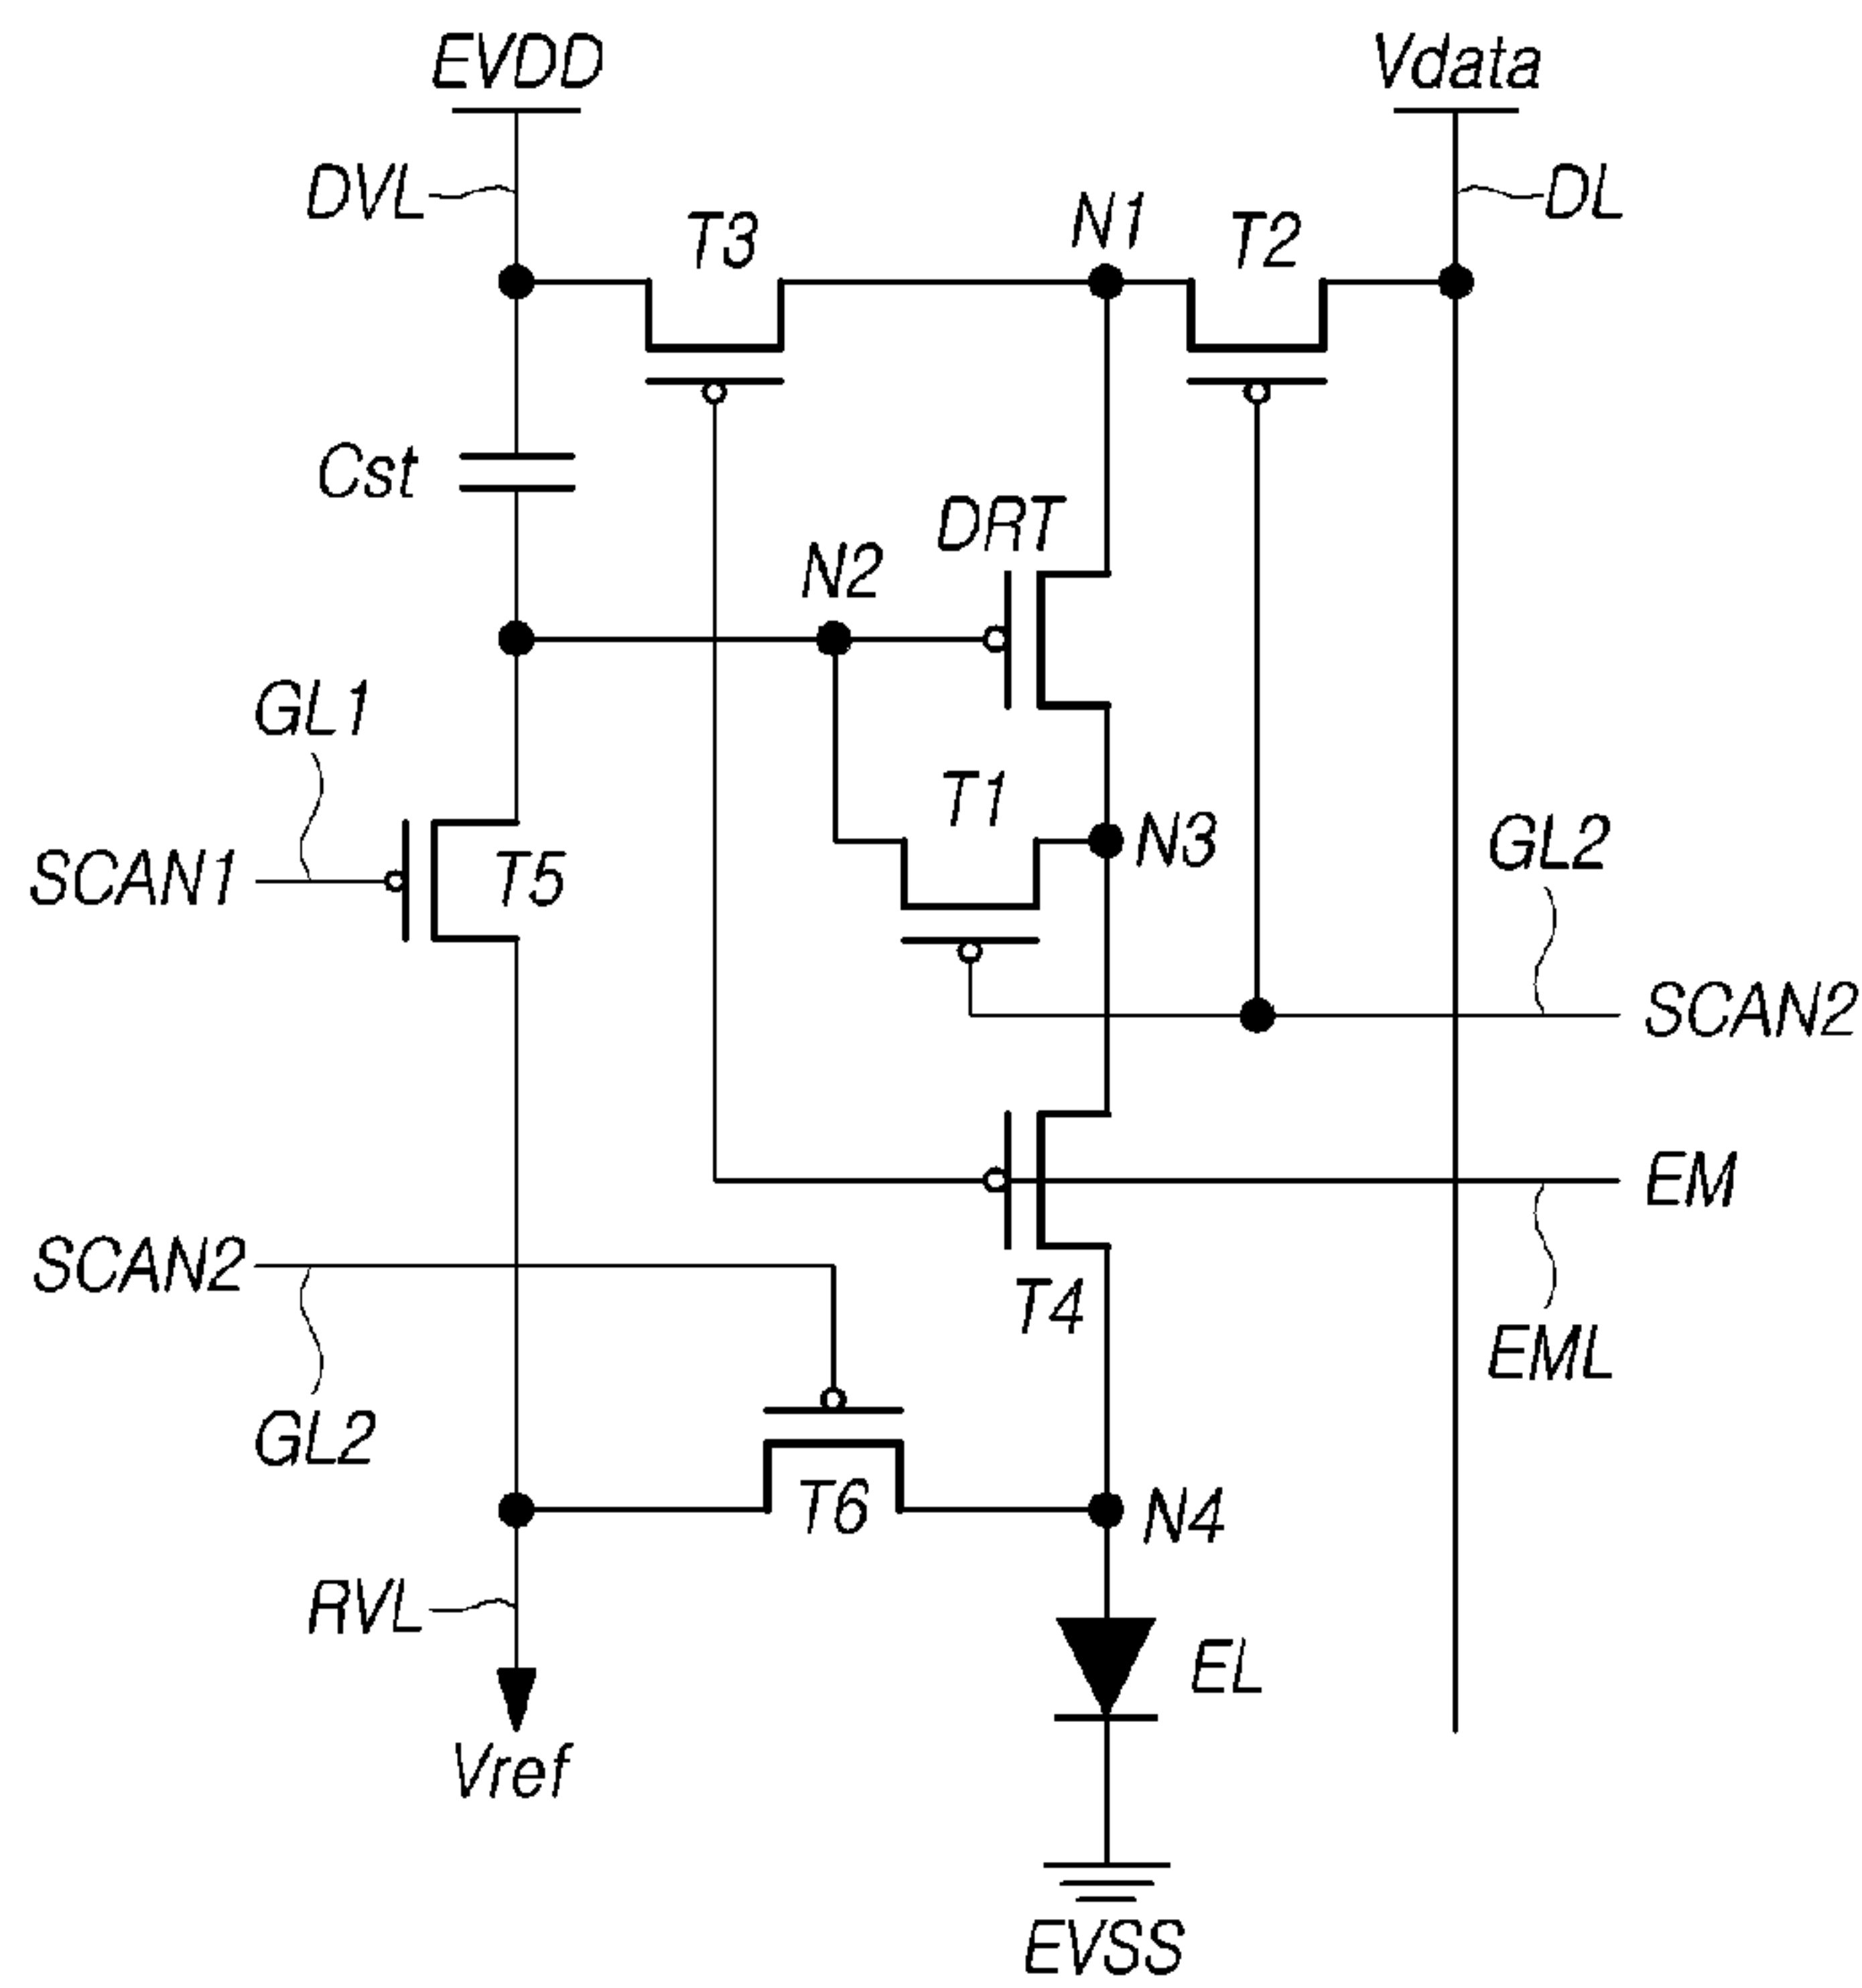 EVDD
Vdata
DVL
DL
T3
N1
T2
Cst
DRT
N2
GL1
T1
N3
GL2
SCAN1
T5
SCAN2
EM
SCAN2
T4
EML
GL2
T6
N4
RVL
EL
Vref
EVSS